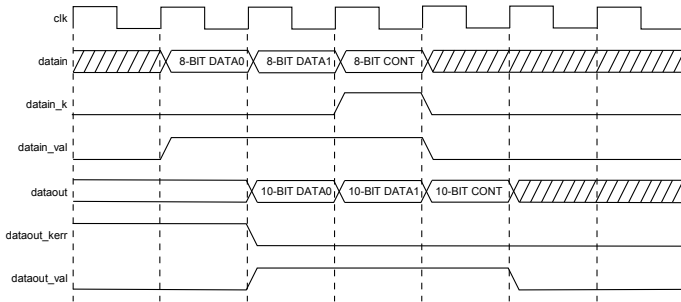 clk
datain 8-BIT DATA0 8-BIT DATA1 8-BIT CONT
datain_k
datain_val
dataout 10-BIT DATA0 10-BIT DATA1 10-BIT CONT
dataout_kerr
dataout_val